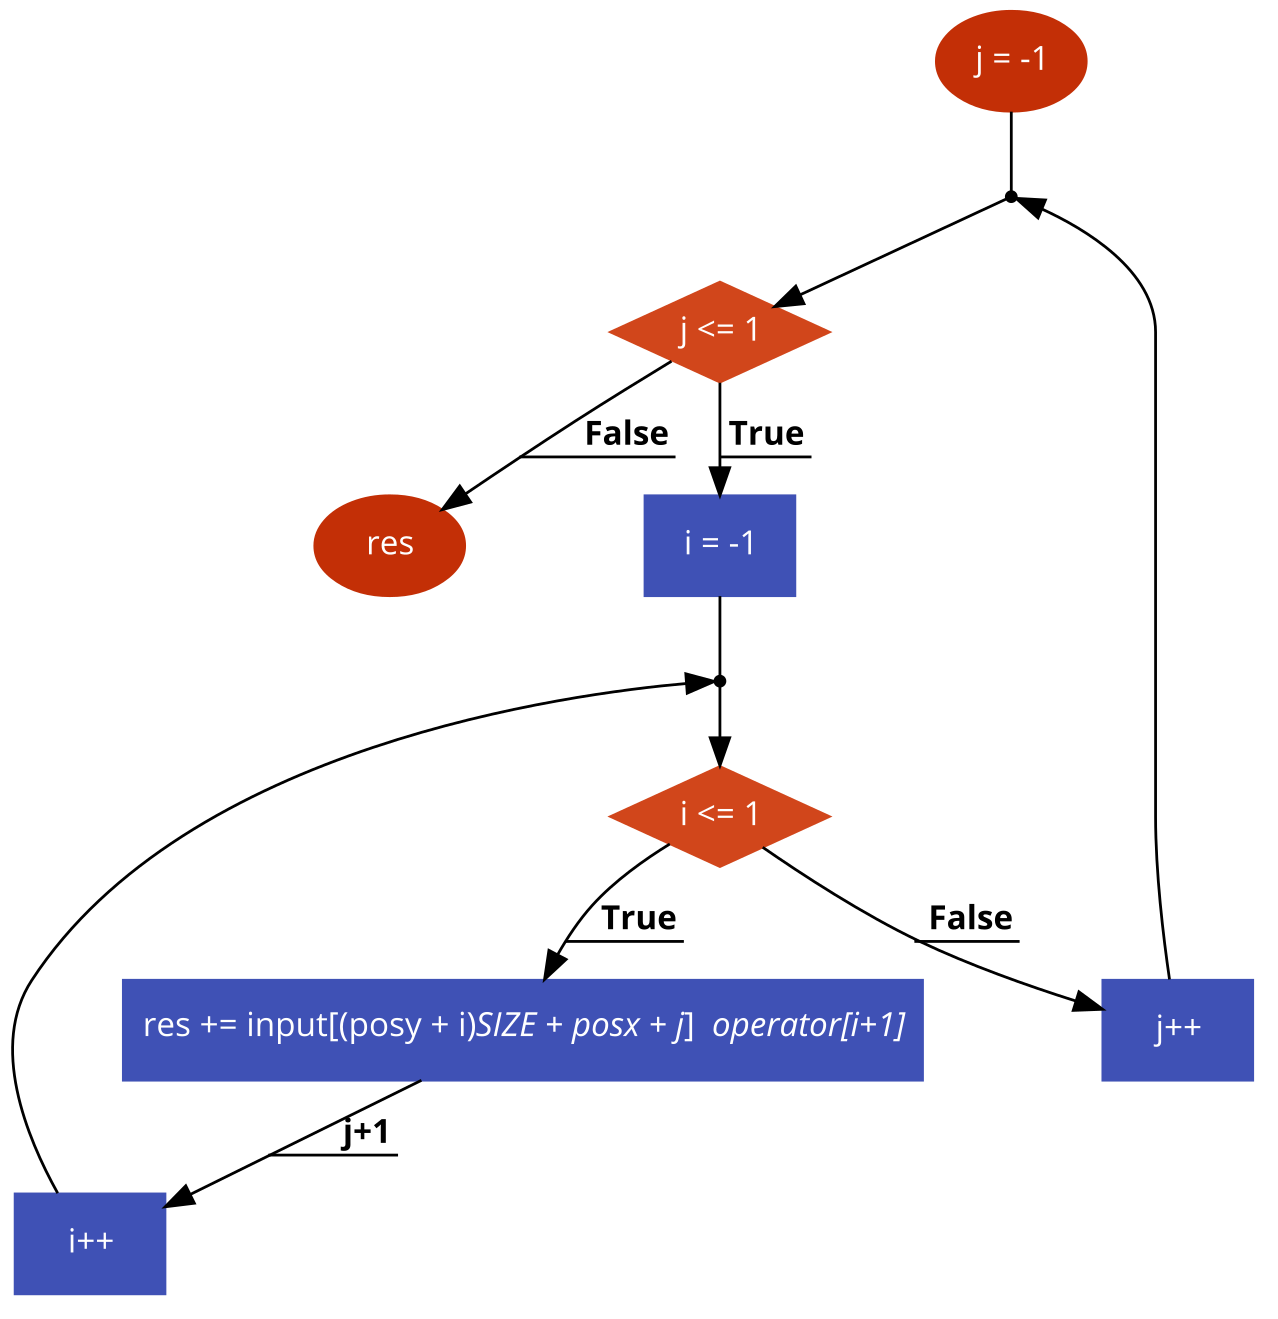 j = -1
j <= 1
False
True
res
i = -1
i <= 1
True
False
res += input[(posy + i)SIZE + posx + j]  operator[i+1]
j++
j+1
i++